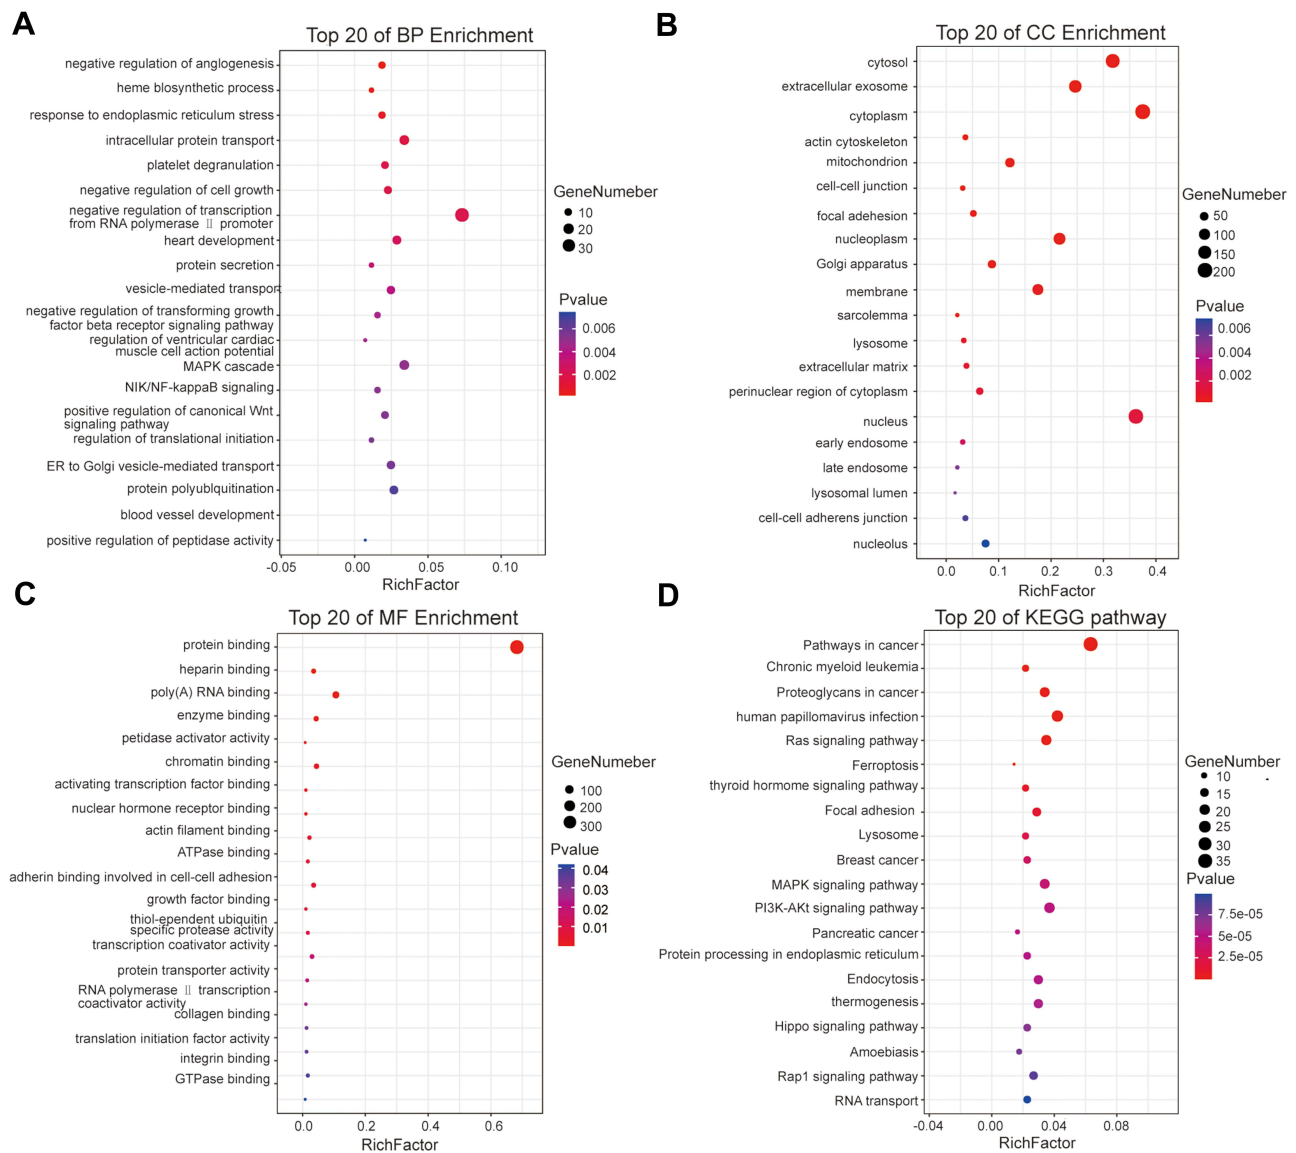 A
Top 20 of BP Enrichment
negative regulation of angiogenesis
heme biosynthetic process
response to endoplasmic reticulum stress
intracellular protein transport
platelet degranulation
negative regulation of cell growth
negative regulation of transcription
from RNA polymerase Ⅱ promoter
heart development
protein secretion
vesicle-mediated transpor
negative regulation of transforming growth
factor beta receptor signaling pathway
regulation of ventricular cardiac
muscle cell action potential
MAPK cascade
NIK/NF-kappaB signaling
positive regulation of canonical Wnt
signaling pathway
regulation of translational initiation
ER to Golgi vesicle-mediated transport
protein polyublquitination
blood vessel development
positive regulation of peptidase activity
-0.05 0.00 0.05 0.10
RichFactor
GeneNumeber
10
20
30
Pvalue
0.006
0.004
0.002
B
Top 20 of CC Enrichment
cytosol
extracellular exosome
cytoplasm
actin cytoskeleton
mitochondrion
cell-cell junction
focal adehesion
nucleoplasm
Golgi apparatus
membrane
sarcolemma
lysosome
extracellular matrix
perinuclear region of cytoplasm
nucleus
early endosome
late endosome
lysosomal lumen
cell-cell adherens junction
nucleolus
0.0 0.1 0.2 0.3 0.4
RichFactor
GeneNumeber
50
100
150
200
Pvalue
0.006
0.004
0.002
C
Top 20 of MF Enrichment
protein binding
heparin binding
poly(A) RNA binding
enzyme binding
petidase activator activity
chromatin binding
activating transcription factor binding
nuclear hormone receptor binding
actin filament binding
ATPase binding
adherin binding involved in cell-cell adhesion
growth factor binding
thiol-ependent ubiquitin
specific protease activity
transcription coativator activity
protein transporter activity
RNA polymerase Ⅱ transcription
coactivator activity
collagen binding
translation initiation factor activity
integrin binding
GTPase binding
0.0 0.2 0.4 0.6
RichFactor
GeneNumeber
100
200
300
Pvalue
0.04
0.03
0.02
0.01
D
Top 20 of KEGG pathway
Pathways in cancer
Chronic myeloid leukemia
Proteoglycans in cancer
human papillomavirus infection
Ras signaling pathway
Ferroptosis
thyroid hormome signaling pathway
Focal adhesion
Lysosome
Breast cancer
MAPK signaling pathway
PI3K-AKt signaling pathway
Pancreatic cancer
Protein processing in endoplasmic reticulum
Endocytosis
thermogenesis
Hippo signaling pathway
Amoebiasis
Rap1 signaling pathway
RNA transport
-0.04 0.00 0.04 0.08
RichFactor
GeneNumeber
10
15
20
25
30
35
Pvalue
7.5e-05
5e-05
2.5e-05